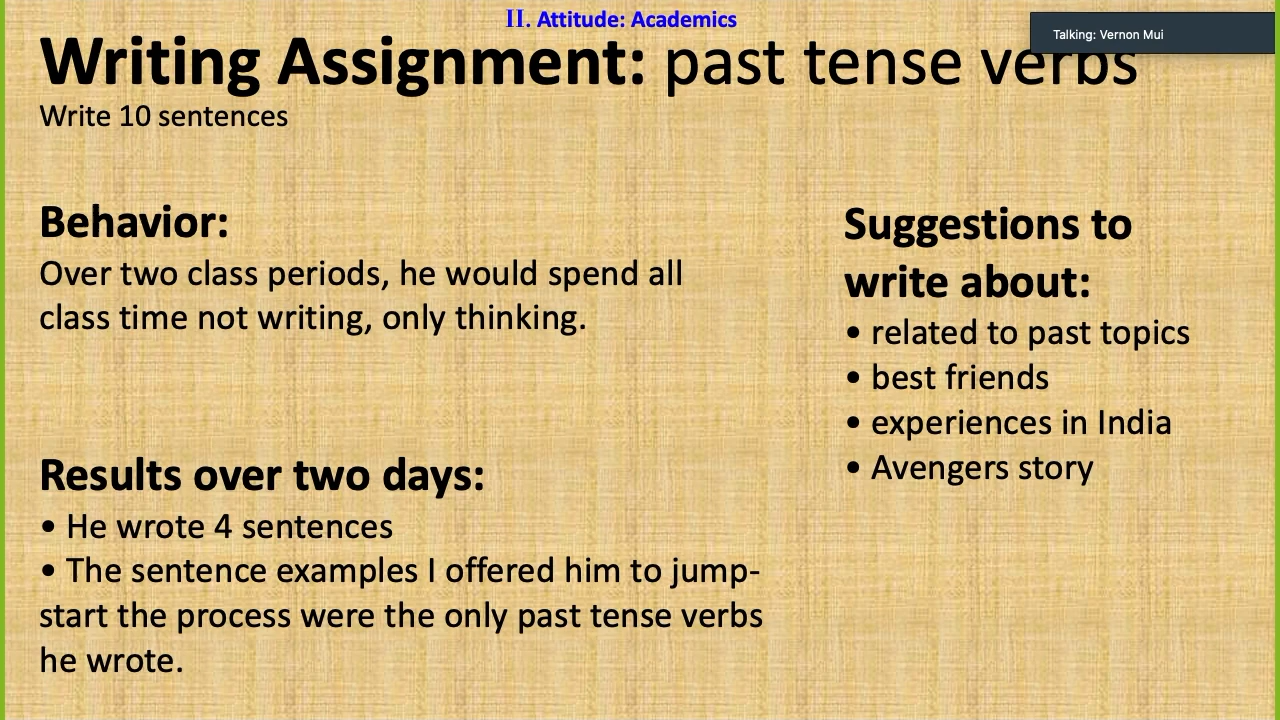 II. Attitude: Academics
Talking: Vernon Mui
Writing Assignment: past tense verbs
Write 10 sentences
Behavior:
Over two class periods, he would spend all
class time not writing, only thinking.
Results over two days:
• He wrote 4 sentences
• The sentence examples I offered him to jump-
start the process were the only past tense verbs
he wrote.
Suggestions to
write about:
• related to past topics
• best friends
• experiences in India
• Avengers story